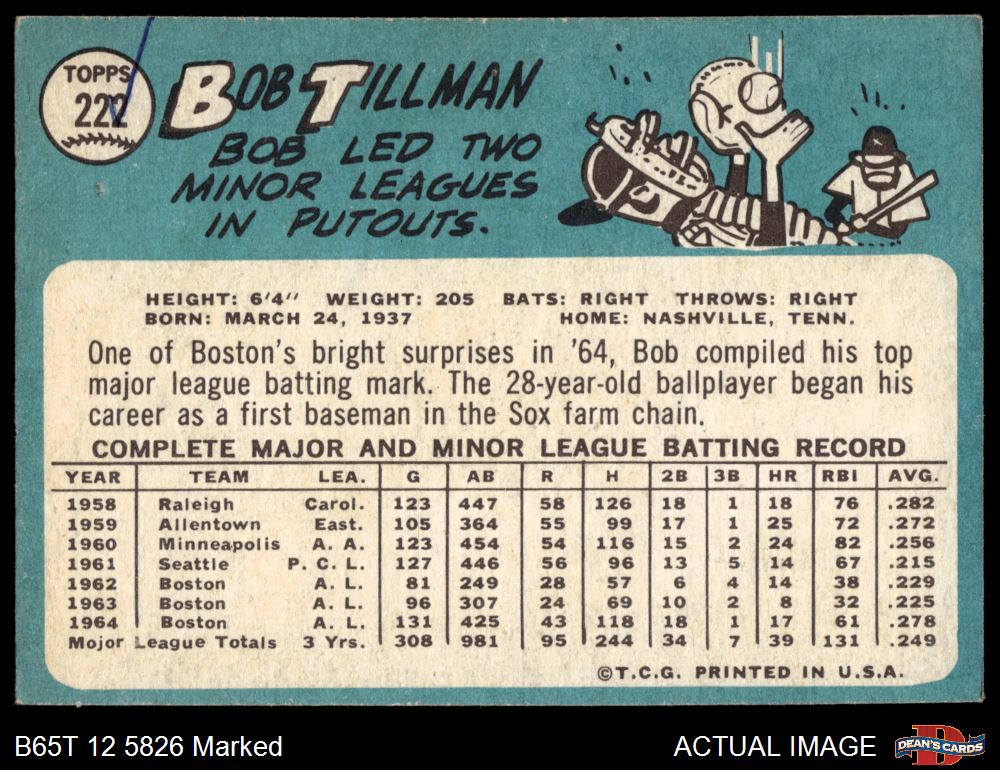 TOPPS
222
BOB TILLMAN
BOB LED TWO
MINOR LEAGUES
IN PUTOUTS.
HEIGHT: 6'4" WEIGHT: 205 BATS: RIGHT THROWS: RIGHT
BORN: MARCH 24, 1937 HOME: NASHVILLE, TENN.
One of Boston's bright surprises in '64, Bob compiled his top
major league batting mark. The 28-year-old ballplayer began his
career as a first baseman in the Sox farm chain.
COMPLETE MAJOR AND MINOR LEAGUE BATTING RECORD
YEAR TEAM LEA. G AB R H 2B 3B HR RBI AVG.
1958 Raleigh Carol. 123 447 58 126 18 1 18 76 .282
1959 Allentown East. 105 364 55 99 17 1 25 72 .272
1960 Minneapolis A. A. 123 454 54 116 15 2 24 82 .256
1961 Seattle P. C. L. 127 446 56 96 13 5 14 67 .215
1962 Boston A. L. 81 249 28 57 6 4 14 38 .229
1963 Boston A. L. 96 307 24 69 10 2 8 32 .225
1964 Boston A. L. 131 425 43 118 18 1 17 61 .278
Major League Totals 3 Yrs. 308 981 95 244 34 7 39 131 .249
©T.C.G. PRINTED IN U.S.A.
B65T 12 5826 Marked
ACTUAL IMAGE
DEAN'S CARDS